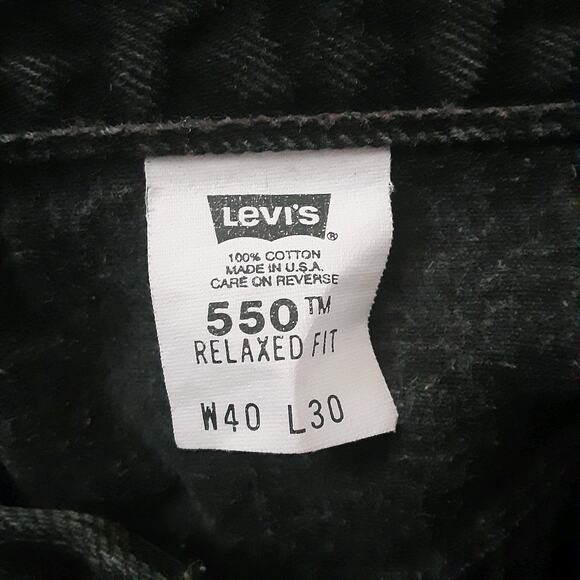 Levi's®
100% COTTON
MADE IN U.S.A.
CARE ON REVERSE
550™
RELAXED FIT
W40 L30